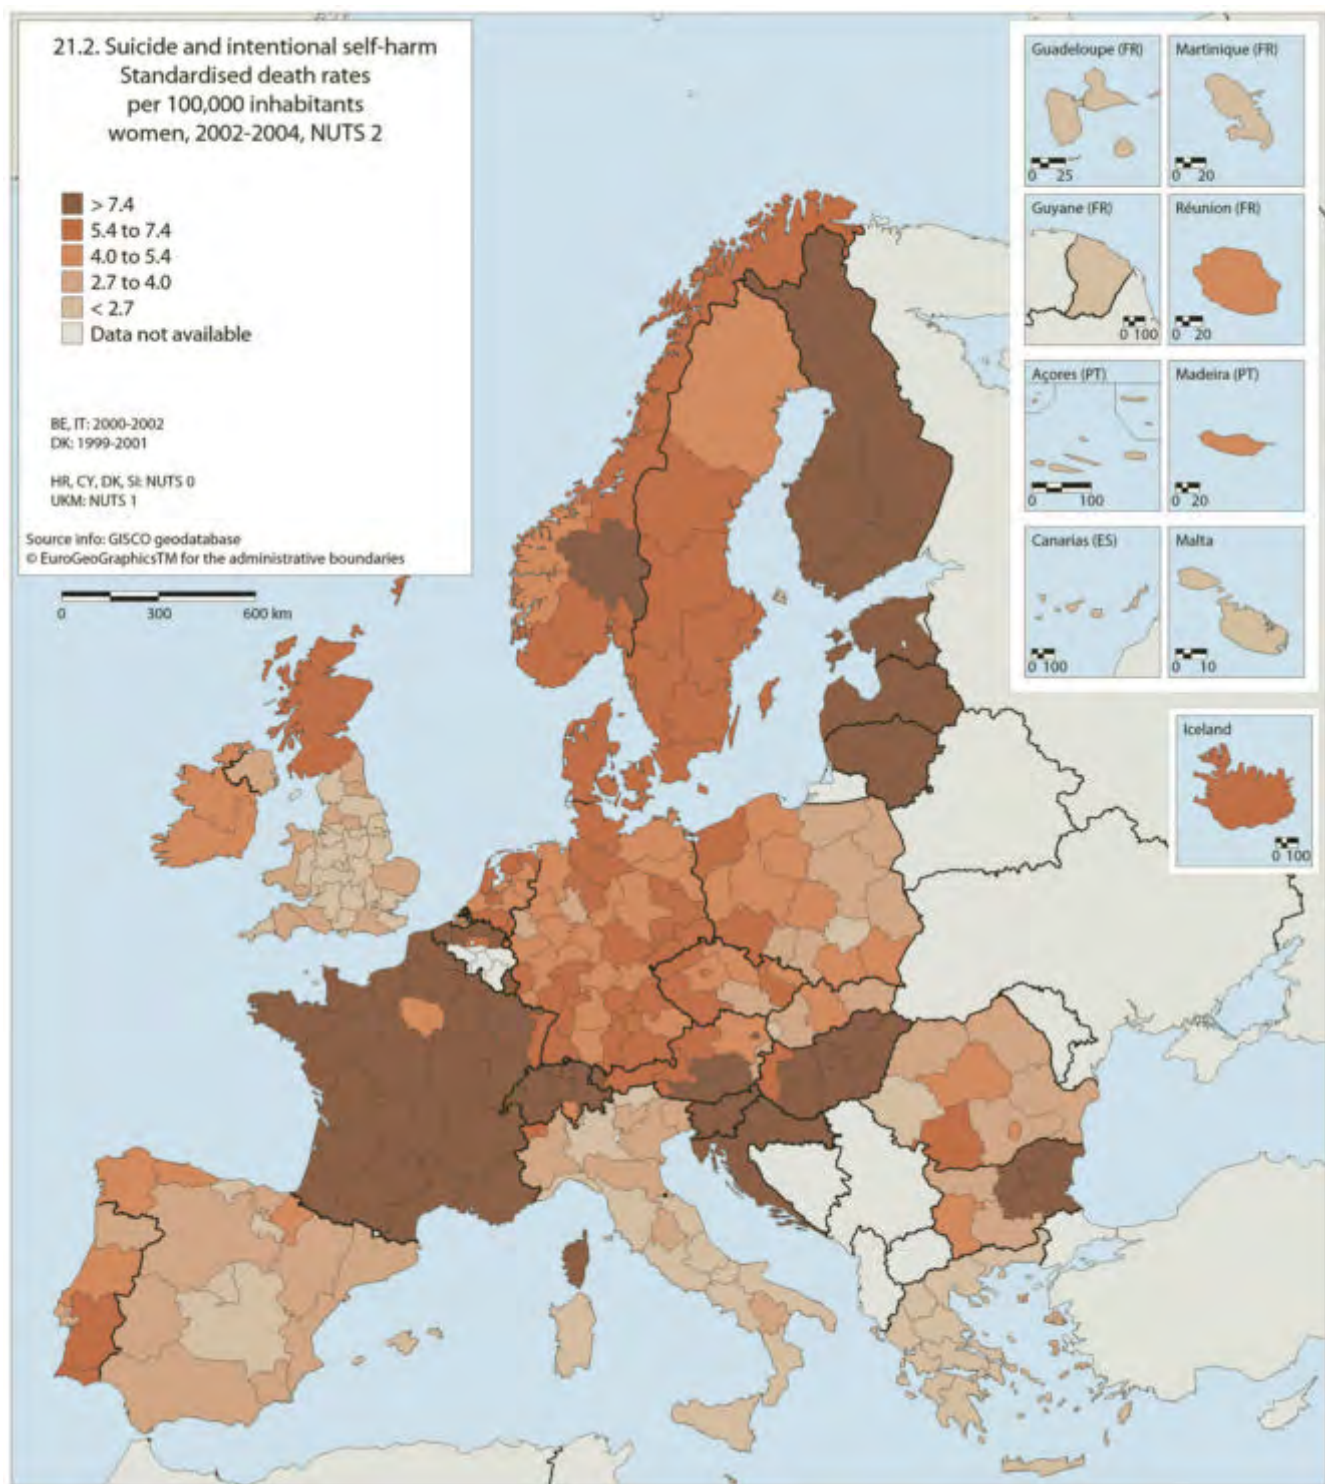 21.2. Suicide and intentional self-harm
Standardised death rates
per 100,000 inhabitants
women, 2002-2004, NUTS 2
> 7.4
5.4 to 7.4
4.0 to 5.4
2.7 to 4.0
< 2.7
Data not available
BE, IT: 2000-2002
DK: 1999-2001
HR, CY, DK, SI: NUTS 0
UKM: NUTS 1
Source info: GISCO geodatabase
© EuroGeoGraphicsTM for the administrative boundaries
0 300 600 km
Guadeloupe (FR)
0 25
Martinique (FR)
0 20
Guyane (FR)
0 100
Réunion (FR)
0 20
Açores (PT)
0 100
Madeira (PT)
0 20
Canarias (ES)
0 100
Malta
0 10
Iceland
0 100